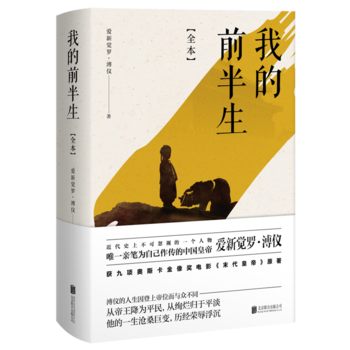 我的前半生
【全本】
爱新觉罗·溥仪
我的
前半生
【全本】
爱新觉罗·溥仪 著
近代史上不可忽视的一个人物
唯一亲笔为自己作传的中国皇帝 爱新觉罗·溥仪
获九项奥斯卡金像奖电影《末代皇帝》原著
溥仪的人生因登上帝位而与众不同
从帝王降为平民，从绚烂归于平淡
他的一生沧桑巨变，历经荣辱浮沉